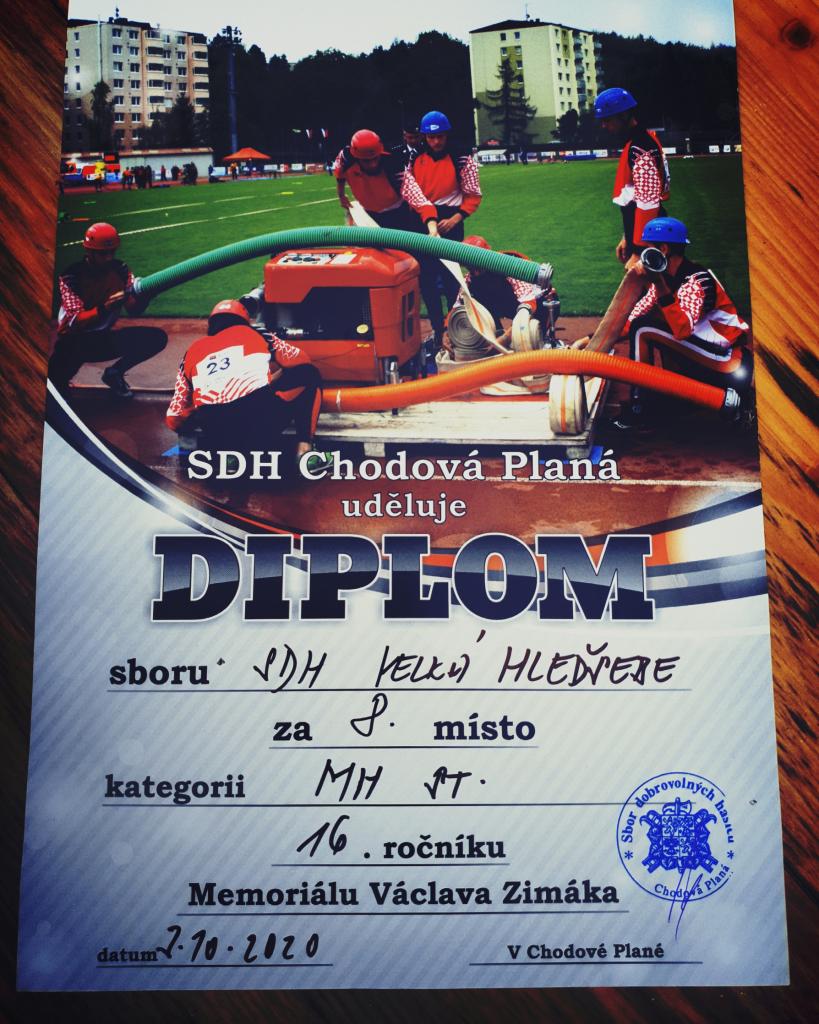 23
SDH Chodová Planá
uděluje
DIPLOM
sboru SDH VELKÁ HLEĎSEBE
za 8. místo
kategorii MH ST.
16. ročníku
Memoriálu Václava Zimáka
datum 2.10.2020 V Chodové Plané
* Sbor dobrovolných hasičů *
Chodová Planá